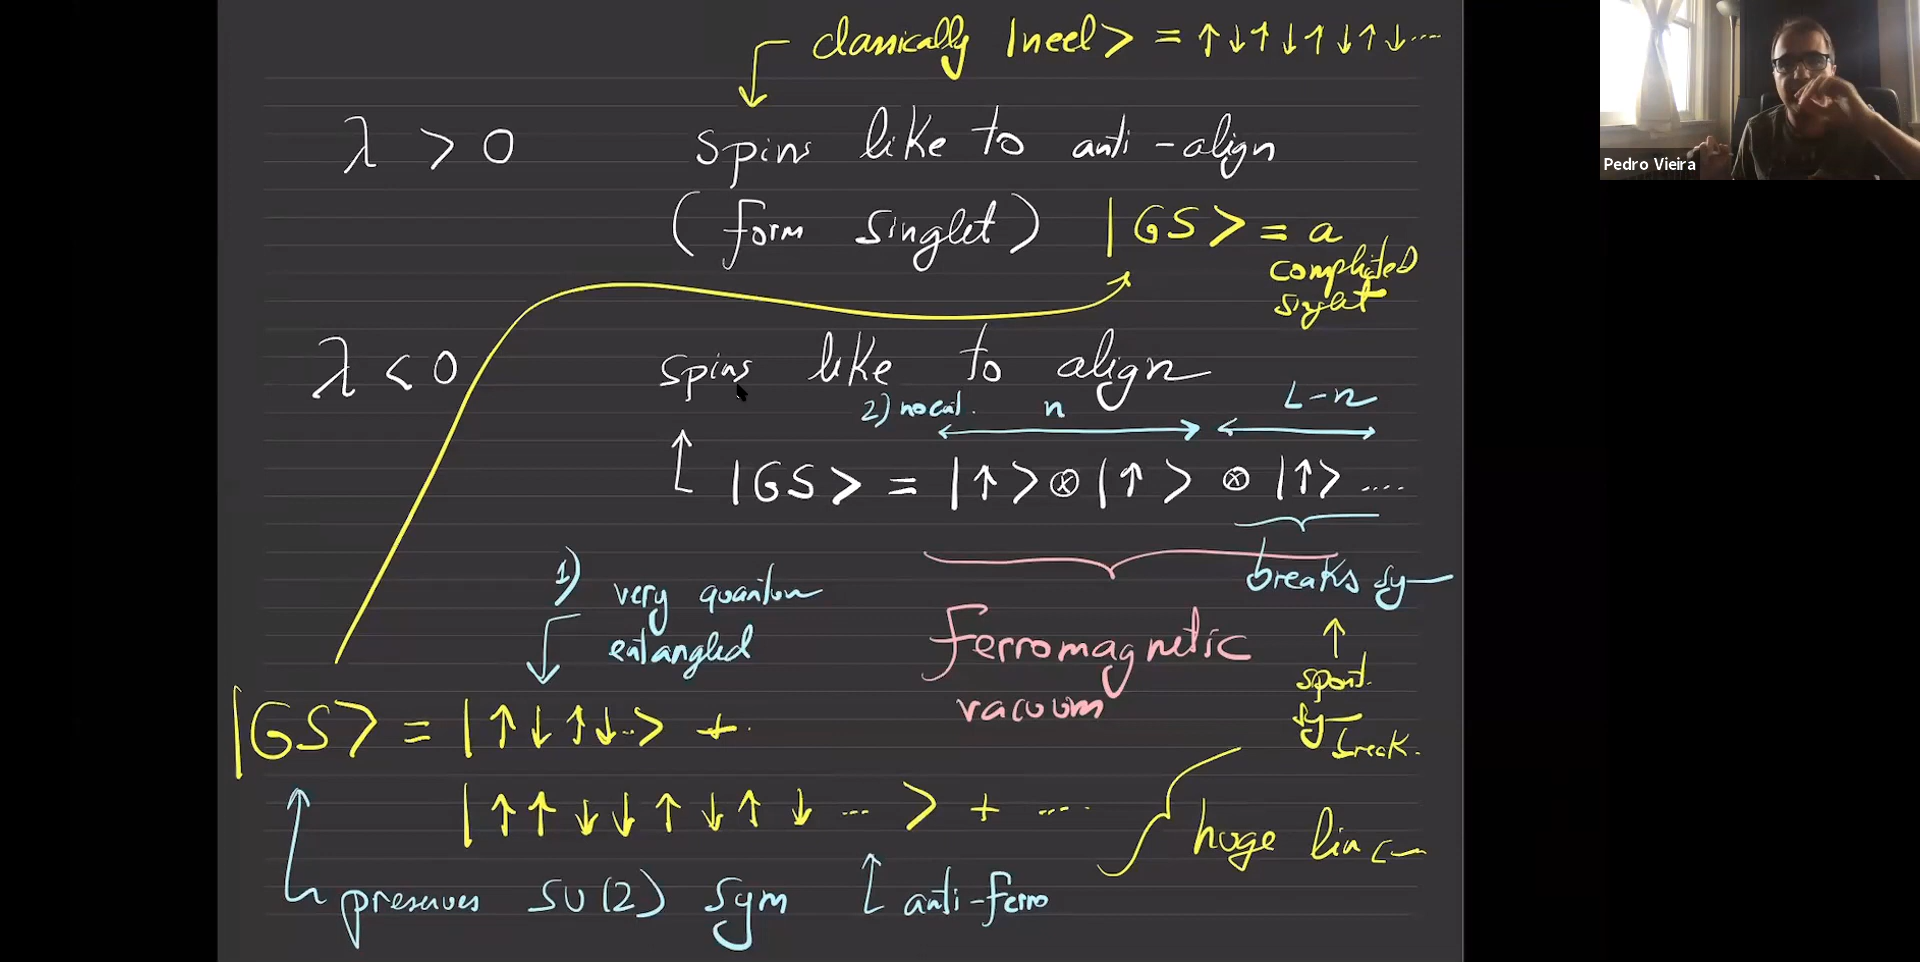 classically |neel> = ↑↓↑↓↑↓↑↓....
Pedro Vieira
λ > 0 spins like to anti-align
(form singlet) |GS> = a
complicated
singlet
λ < 0 spins like to align
2) no ent. n L-n
|GS> = |↑>⊗|↑>⊗|↑>....
1) very quantum
entangled
breaks sy
Ferromagnetic
vacuum
spont.
sy
break.
|GS> = |↑↓↑↓..> +
|↑↑↓↓↑↓↑↓...> + ....
huge lin c
preserves SU(2) sym anti-ferro